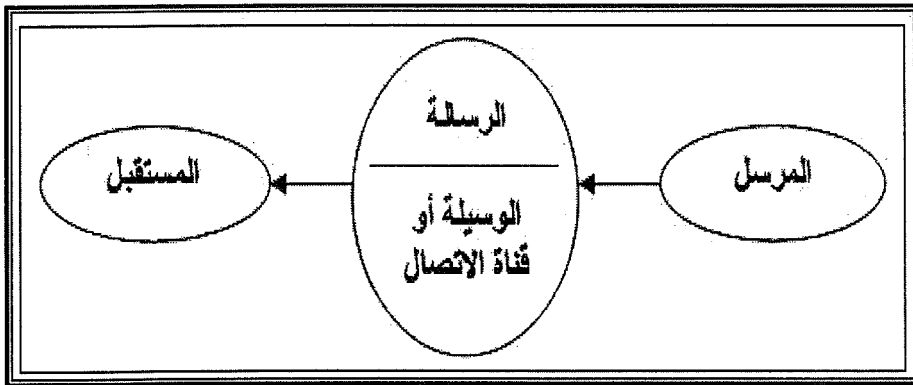 المرسل
الرسالة
الوسيلة أو
قناة الاتصال
المستقبل